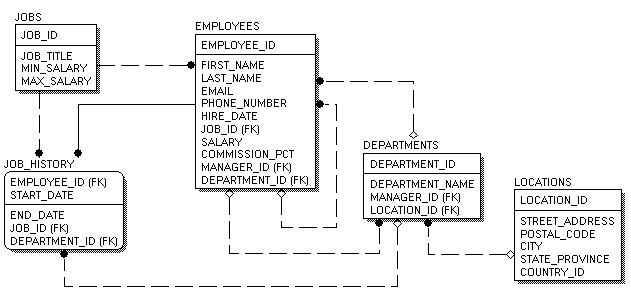 JOBS
JOB_ID
JOB_TITLE
MIN_SALARY
MAX_SALARY
EMPLOYEES
EMPLOYEE_ID
FIRST_NAME
LAST_NAME
EMAIL
PHONE_NUMBER
HIRE_DATE
JOB_ID (FK)
SALARY
COMMISSION_PCT
MANAGER_ID (FK)
DEPARTMENT_ID (FK)
JOB_HISTORY
EMPLOYEE_ID (FK)
START_DATE
END_DATE
JOB_ID (FK)
DEPARTMENT_ID (FK)
DEPARTMENTS
DEPARTMENT_ID
DEPARTMENT_NAME
MANAGER_ID (FK)
LOCATION_ID (FK)
LOCATIONS
LOCATION_ID
STREET_ADDRESS
POSTAL_CODE
CITY
STATE_PROVINCE
COUNTRY_ID